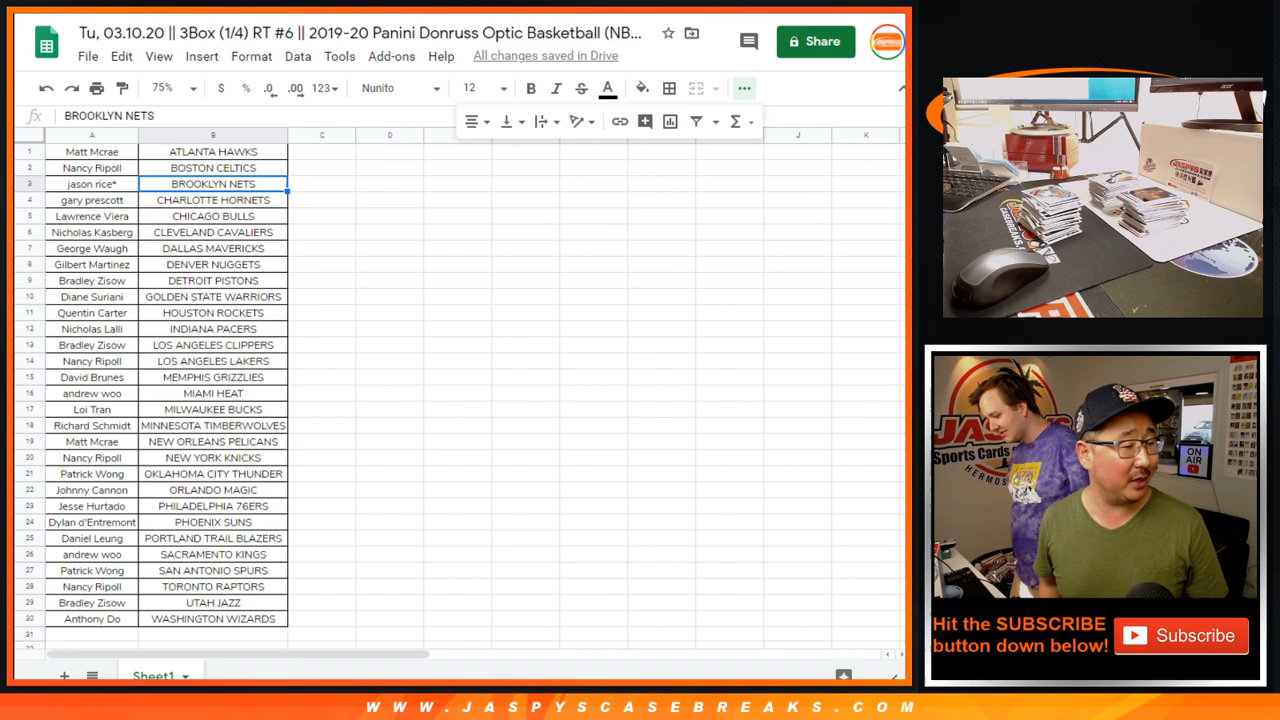 Tu, 03.10.20 || 3Box (1/4) RT #6 || 2019-20 Panini Donruss Optic Basketball (NB...
Share
File Edit View Insert Format Data Tools Add-ons Help All changes saved in Drive
75% $ % .0 .00 123 Nunito 12 B I S A
fx BROOKLYN NETS
A B C D J K
1 Matt Mcrae ATLANTA HAWKS
2 Nancy Ripoll BOSTON CELTICS
3 jason rice* BROOKLYN NETS
4 gary prescott CHARLOTTE HORNETS
5 Lawrence Viera CHICAGO BULLS
6 Nicholas Kasberg CLEVELAND CAVALIERS
7 George Waugh DALLAS MAVERICKS
8 Gilbert Martinez DENVER NUGGETS
9 Bradley Zisow DETROIT PISTONS
10 Diane Suriani GOLDEN STATE WARRIORS
11 Quentin Carter HOUSTON ROCKETS
12 Nicholas Lalli INDIANA PACERS
13 Bradley Zisow LOS ANGELES CLIPPERS
14 Nancy Ripoll LOS ANGELES LAKERS
15 David Brunes MEMPHIS GRIZZLIES
16 andrew woo MIAMI HEAT
17 Loi Tran MILWAUKEE BUCKS
18 Richard Schmidt MINNESOTA TIMBERWOLVES
19 Matt Mcrae NEW ORLEANS PELICANS
20 Nancy Ripoll NEW YORK KNICKS
21 Patrick Wong OKLAHOMA CITY THUNDER
22 Johnny Cannon ORLANDO MAGIC
23 Jesse Hurtado PHILADELPHIA 76ERS
24 Dylan d'Entremont PHOENIX SUNS
25 Daniel Leung PORTLAND TRAIL BLAZERS
26 andrew woo SACRAMENTO KINGS
27 Patrick Wong SAN ANTONIO SPURS
28 Nancy Ripoll TORONTO RAPTORS
29 Bradley Zisow UTAH JAZZ
30 Anthony Do WASHINGTON WIZARDS
31
Sheet1
acer
JASPYS
CASEBREAKS
JAS
Sports Cards
HERMOS
ON
AIR
Hit the SUBSCRIBE
button down below!
Subscribe
WWW.JASPYSCASEBREAKS.COM